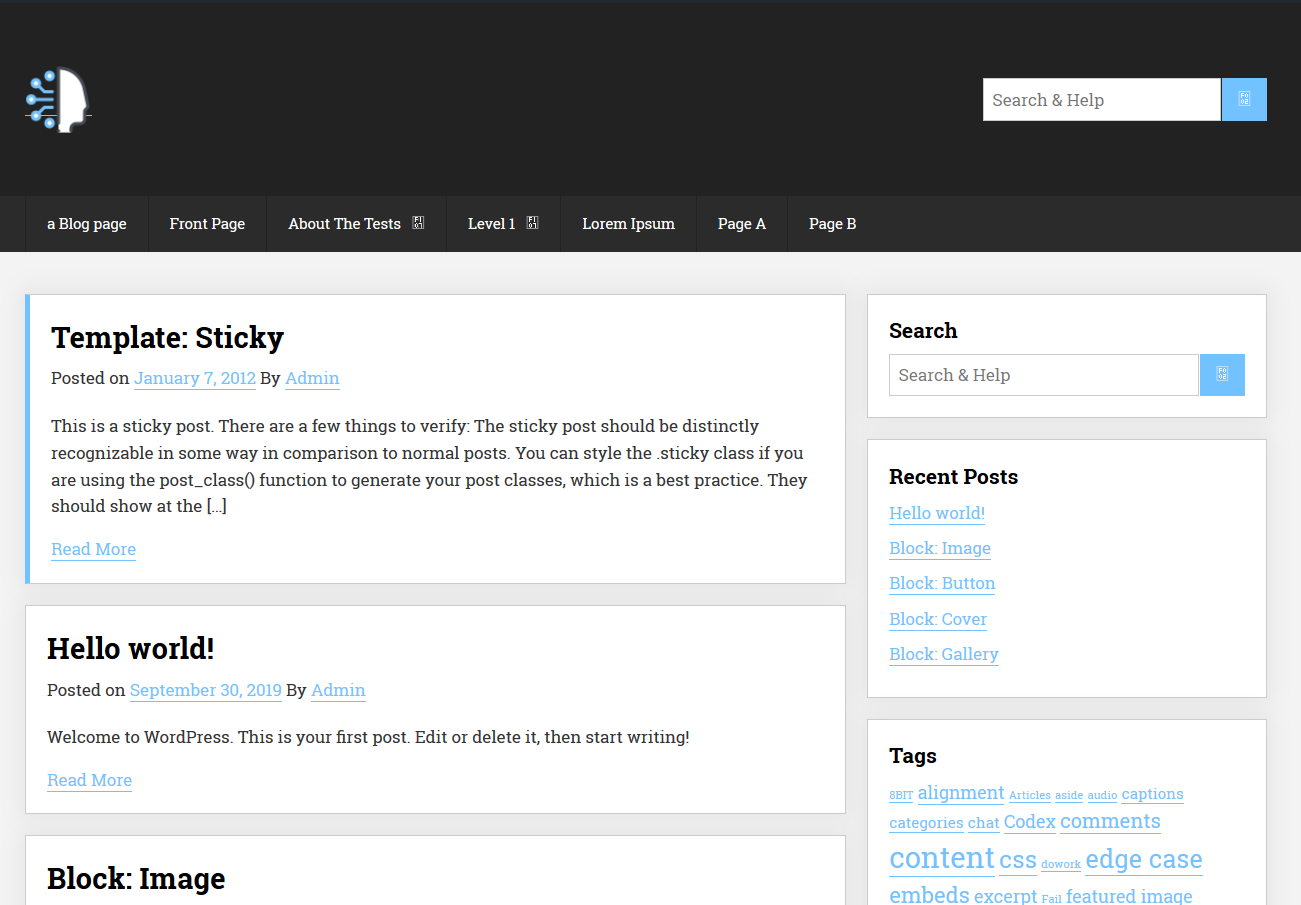 Search & Help
a Blog page
Front Page
About The Tests
Level 1
Lorem Ipsum
Page A
Page B
Template: Sticky
Posted on January 7, 2012 By Admin
This is a sticky post. There are a few things to verify: The sticky post should be distinctly
recognizable in some way in comparison to normal posts. You can style the .sticky class if you
are using the post_class() function to generate your post classes, which is a best practice. They
should show at the [...]
Read More
Hello world!
Posted on September 30, 2019 By Admin
Welcome to WordPress. This is your first post. Edit or delete it, then start writing!
Read More
Block: Image
Search
Search & Help
Recent Posts
Hello world!
Block: Image
Block: Button
Block: Cover
Block: Gallery
Tags
8BIT alignment Articles aside audio captions
categories chat Codex comments
content css dowork edge case
embeds excerpt Fail featured image